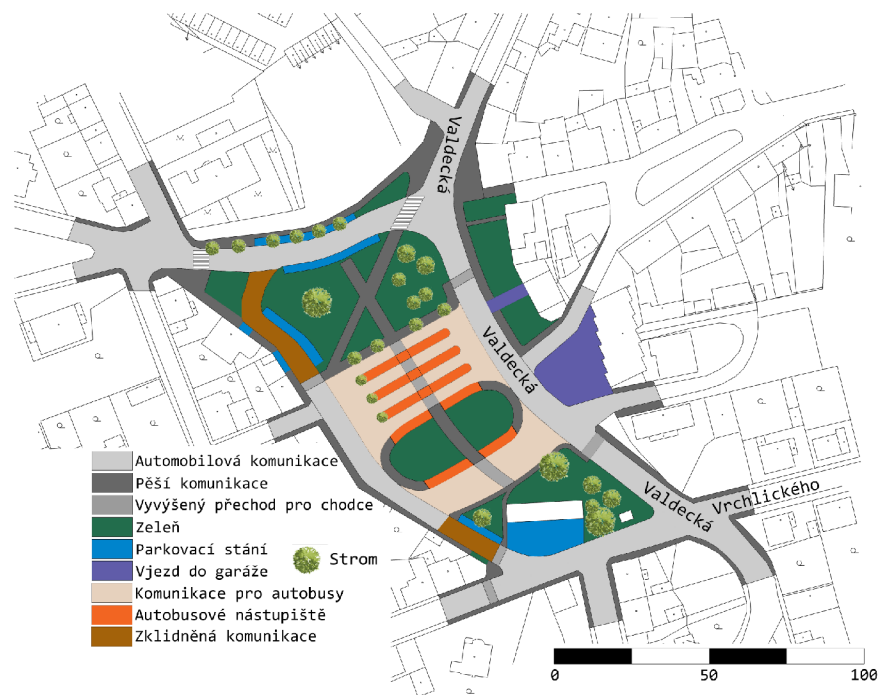 Valdecká
Valdecká
Valdecká
Vrchlického
Automobilová komunikace
Pěší komunikace
Vyvýšený přechod pro chodce
Zeleň
Parkovací stání
Vjezd do garáže
Komunikace pro autobusy
Autobusové nástupiště
Zklidněná komunikace
Strom
0 50 100